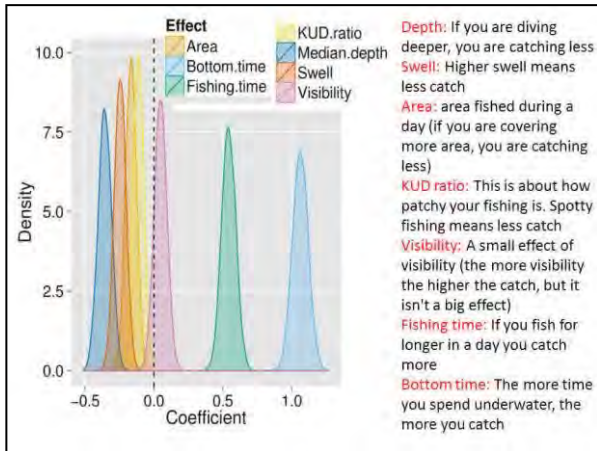 Effect
Area
Bottom.time
Fishing.time
KUD.ratio
Median.depth
Swell
Visibility
10.0
7.5
5.0
2.5
0.0
Density
−0.5
0.0
0.5
1.0
Coefficient
Depth: If you are diving
deeper, you are catching less
Swell: Higher swell means
less catch
Area: area fished during a
day (if you are covering
more area, you are catching
less)
KUD ratio: This is about how
patchy your fishing is. Spotty
fishing means less catch
Visibility: A small effect of
visibility (the more visibility
the higher the catch, but it
isn't a big effect)
Fishing time: If you fish for
longer in a day you catch
more
Bottom time: The more time
you spend underwater, the
more you catch